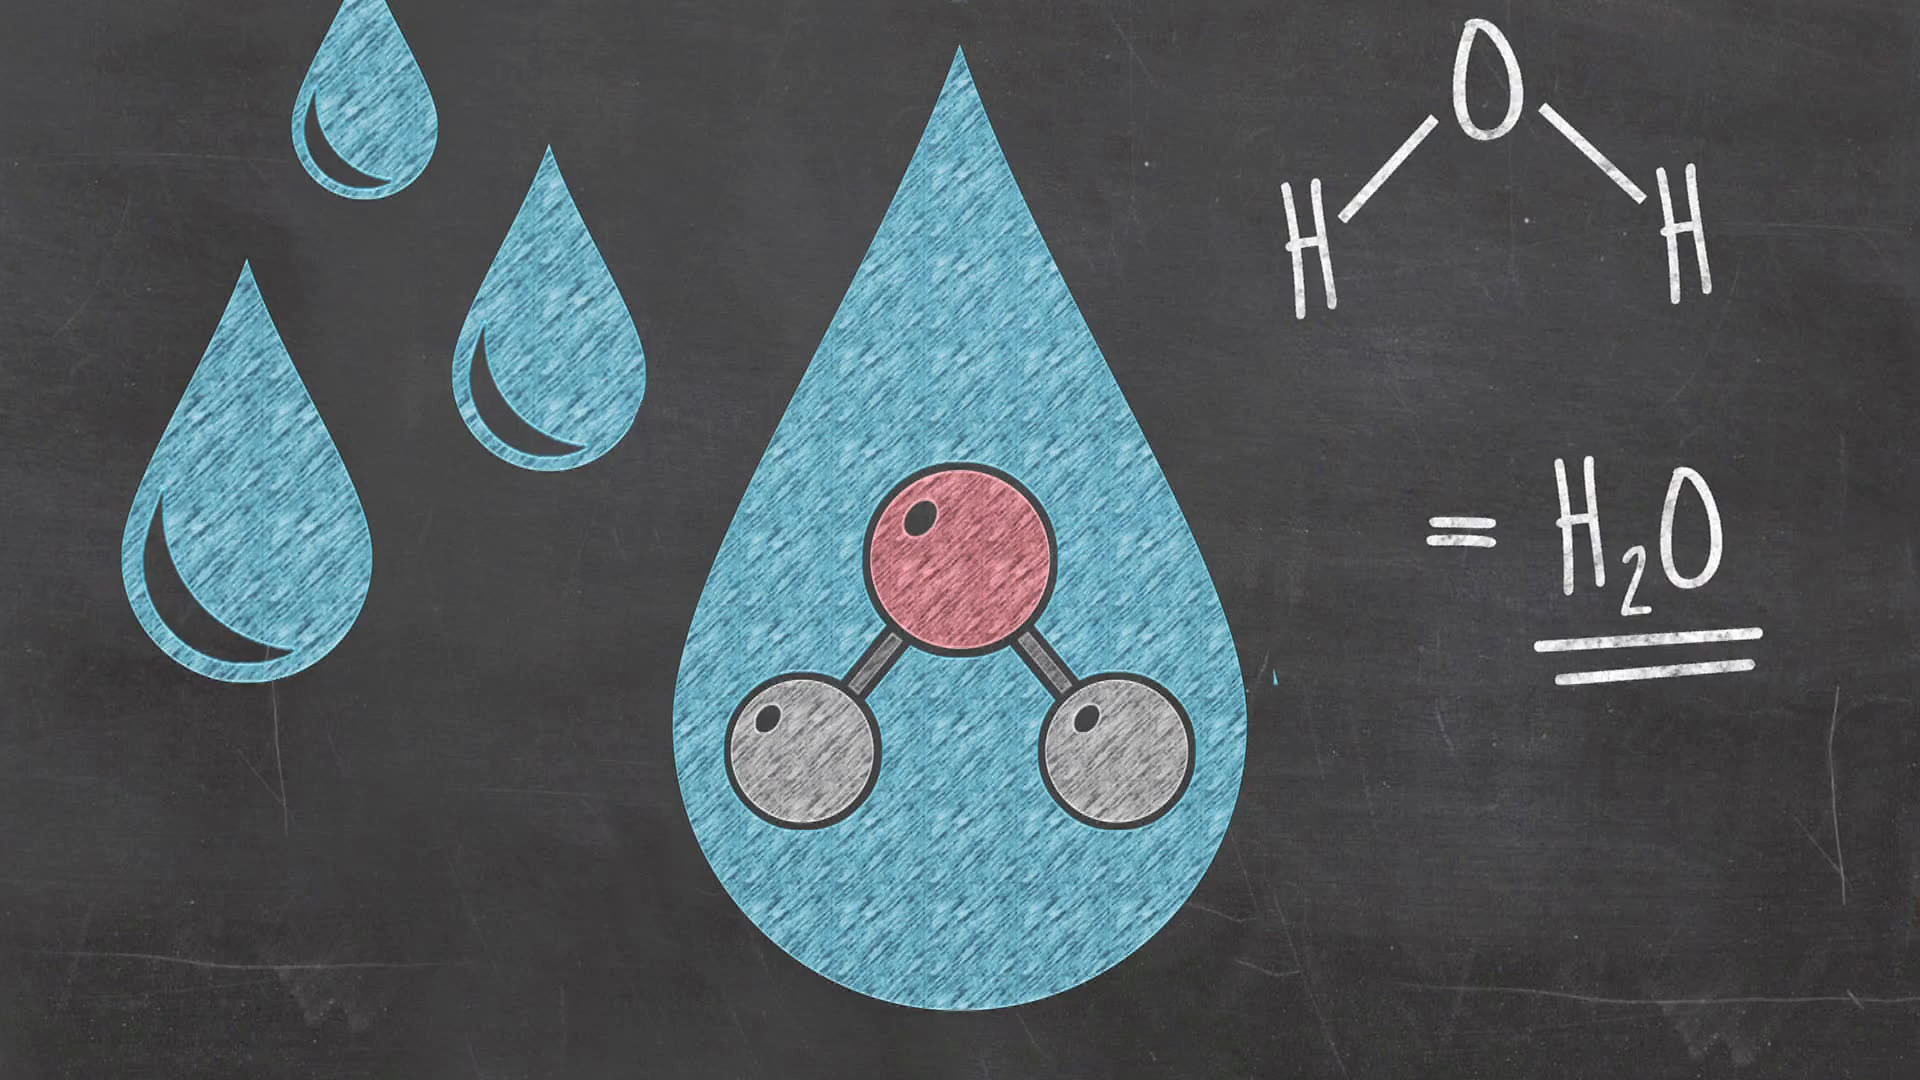 O
H H
= H₂O